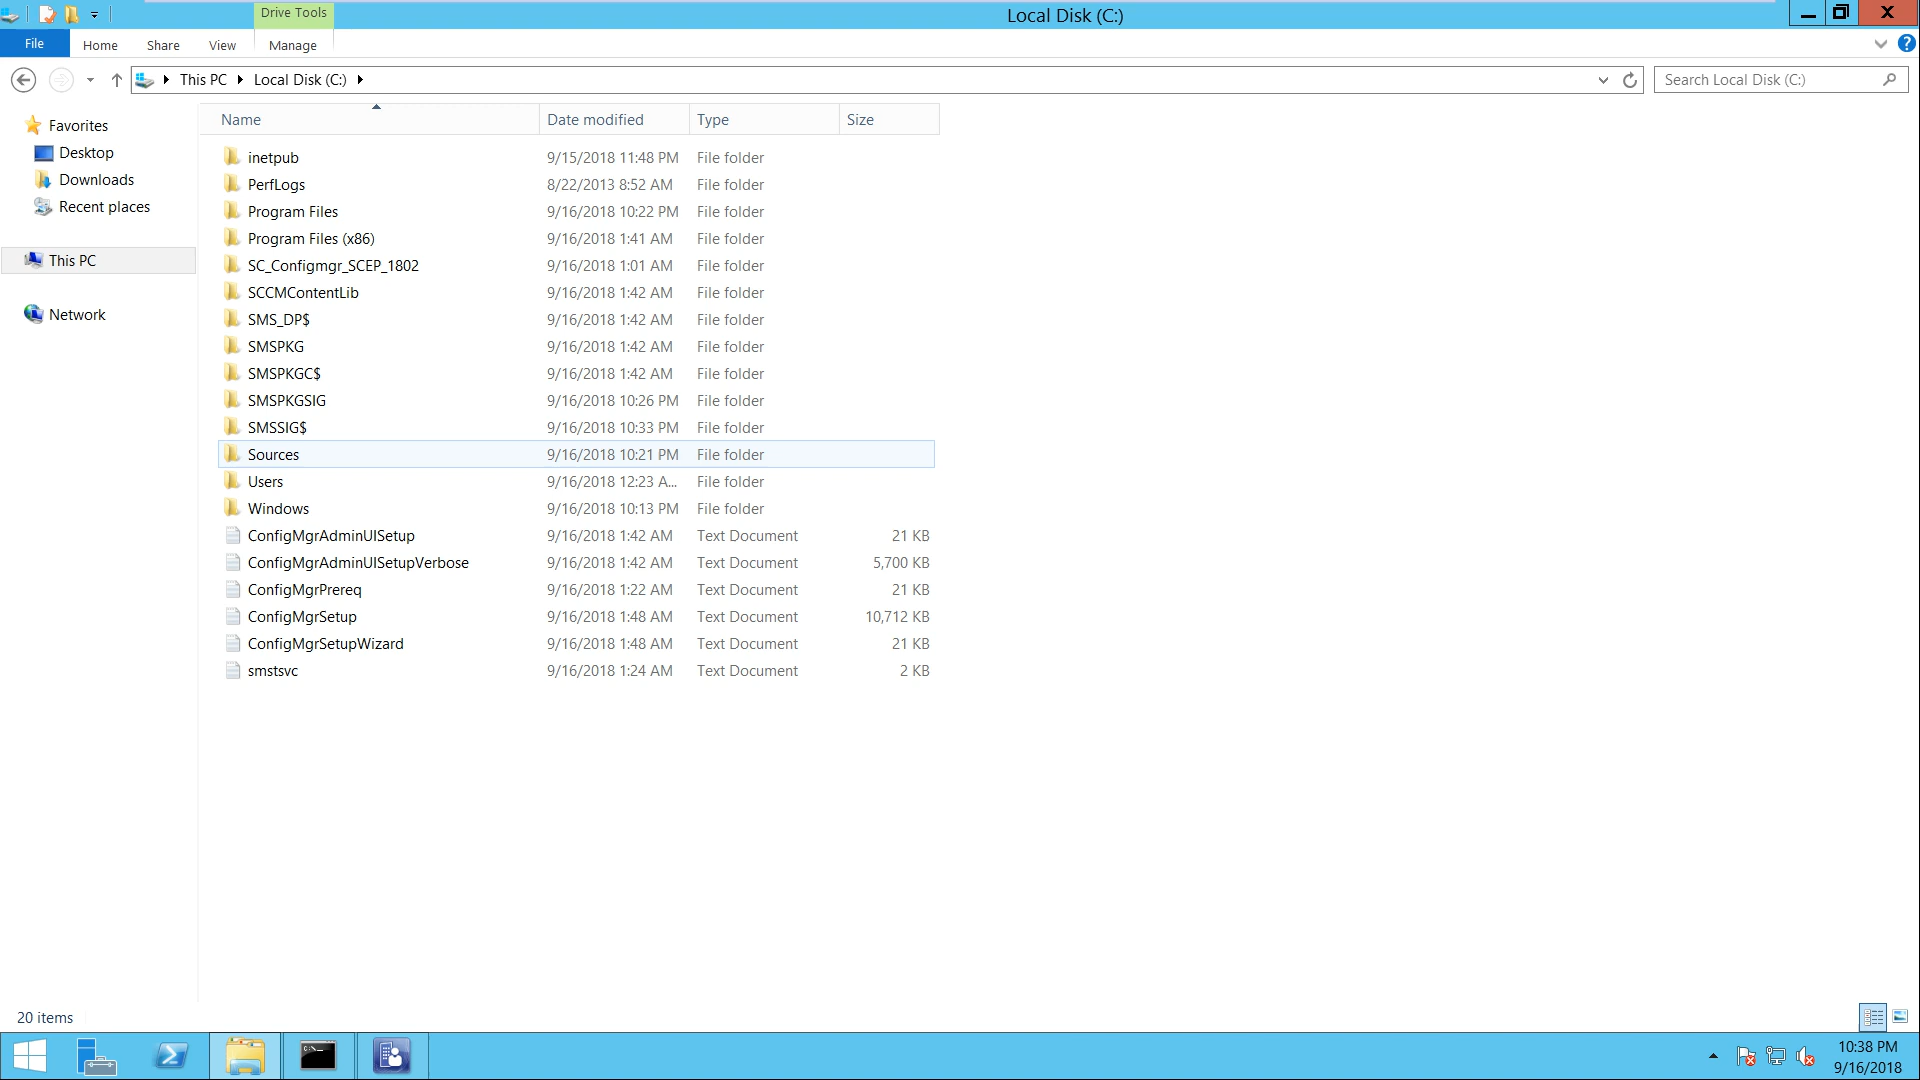 Drive Tools
Local Disk (C:)
File Home Share View Manage
This PC Local Disk (C:)
Search Local Disk (C:)
Favorites
Desktop
Downloads
Recent places
This PC
Network
Name Date modified Type Size
inetpub 9/15/2018 11:48 PM File folder
PerfLogs 8/22/2013 8:52 AM File folder
Program Files 9/16/2018 10:22 PM File folder
Program Files (x86) 9/16/2018 1:41 AM File folder
SC_Configmgr_SCEP_1802 9/16/2018 1:01 AM File folder
SCCMContentLib 9/16/2018 1:42 AM File folder
SMS_DP$ 9/16/2018 1:42 AM File folder
SMSPKG 9/16/2018 1:42 AM File folder
SMSPKGC$ 9/16/2018 1:42 AM File folder
SMSPKGSIG 9/16/2018 10:26 PM File folder
SMSSIG$ 9/16/2018 10:33 PM File folder
Sources 9/16/2018 10:21 PM File folder
Users 9/16/2018 12:23 A... File folder
Windows 9/16/2018 10:13 PM File folder
ConfigMgrAdminUISetup 9/16/2018 1:42 AM Text Document 21 KB
ConfigMgrAdminUISetupVerbose 9/16/2018 1:42 AM Text Document 5,700 KB
ConfigMgrPrereq 9/16/2018 1:22 AM Text Document 21 KB
ConfigMgrSetup 9/16/2018 1:48 AM Text Document 10,712 KB
ConfigMgrSetupWizard 9/16/2018 1:48 AM Text Document 21 KB
smstsvc 9/16/2018 1:24 AM Text Document 2 KB
20 items
10:38 PM
9/16/2018